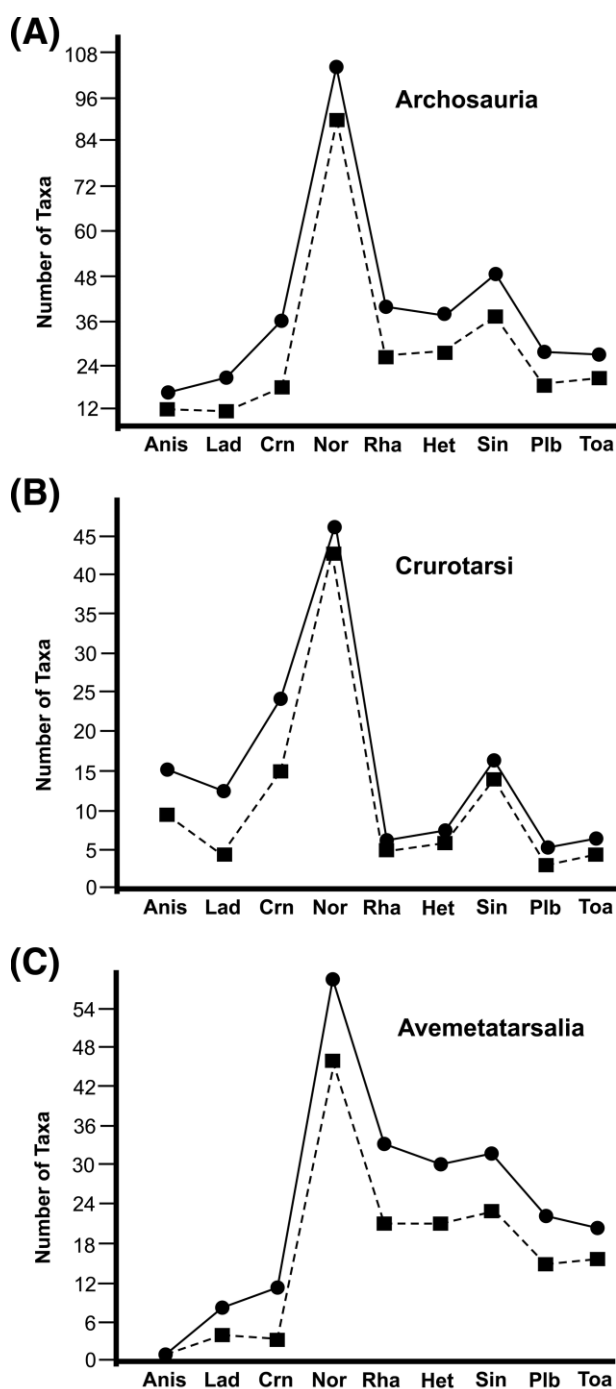 (A)
Archosauria
Number of Taxa
108
96
84
72
60
48
36
24
12
Anis Lad Crn Nor Rha Het Sin Plb Toa
(B)
Crurotarsi
Number of Taxa
45
40
45
30
25
20
15
10
5
0
Anis Lad Crn Nor Rha Het Sin Plb Toa
(C)
Avemetatarsalia
Number of Taxa
54
48
42
36
30
24
18
12
6
0
Anis Lad Crn Nor Rha Het Sin Plb Toa